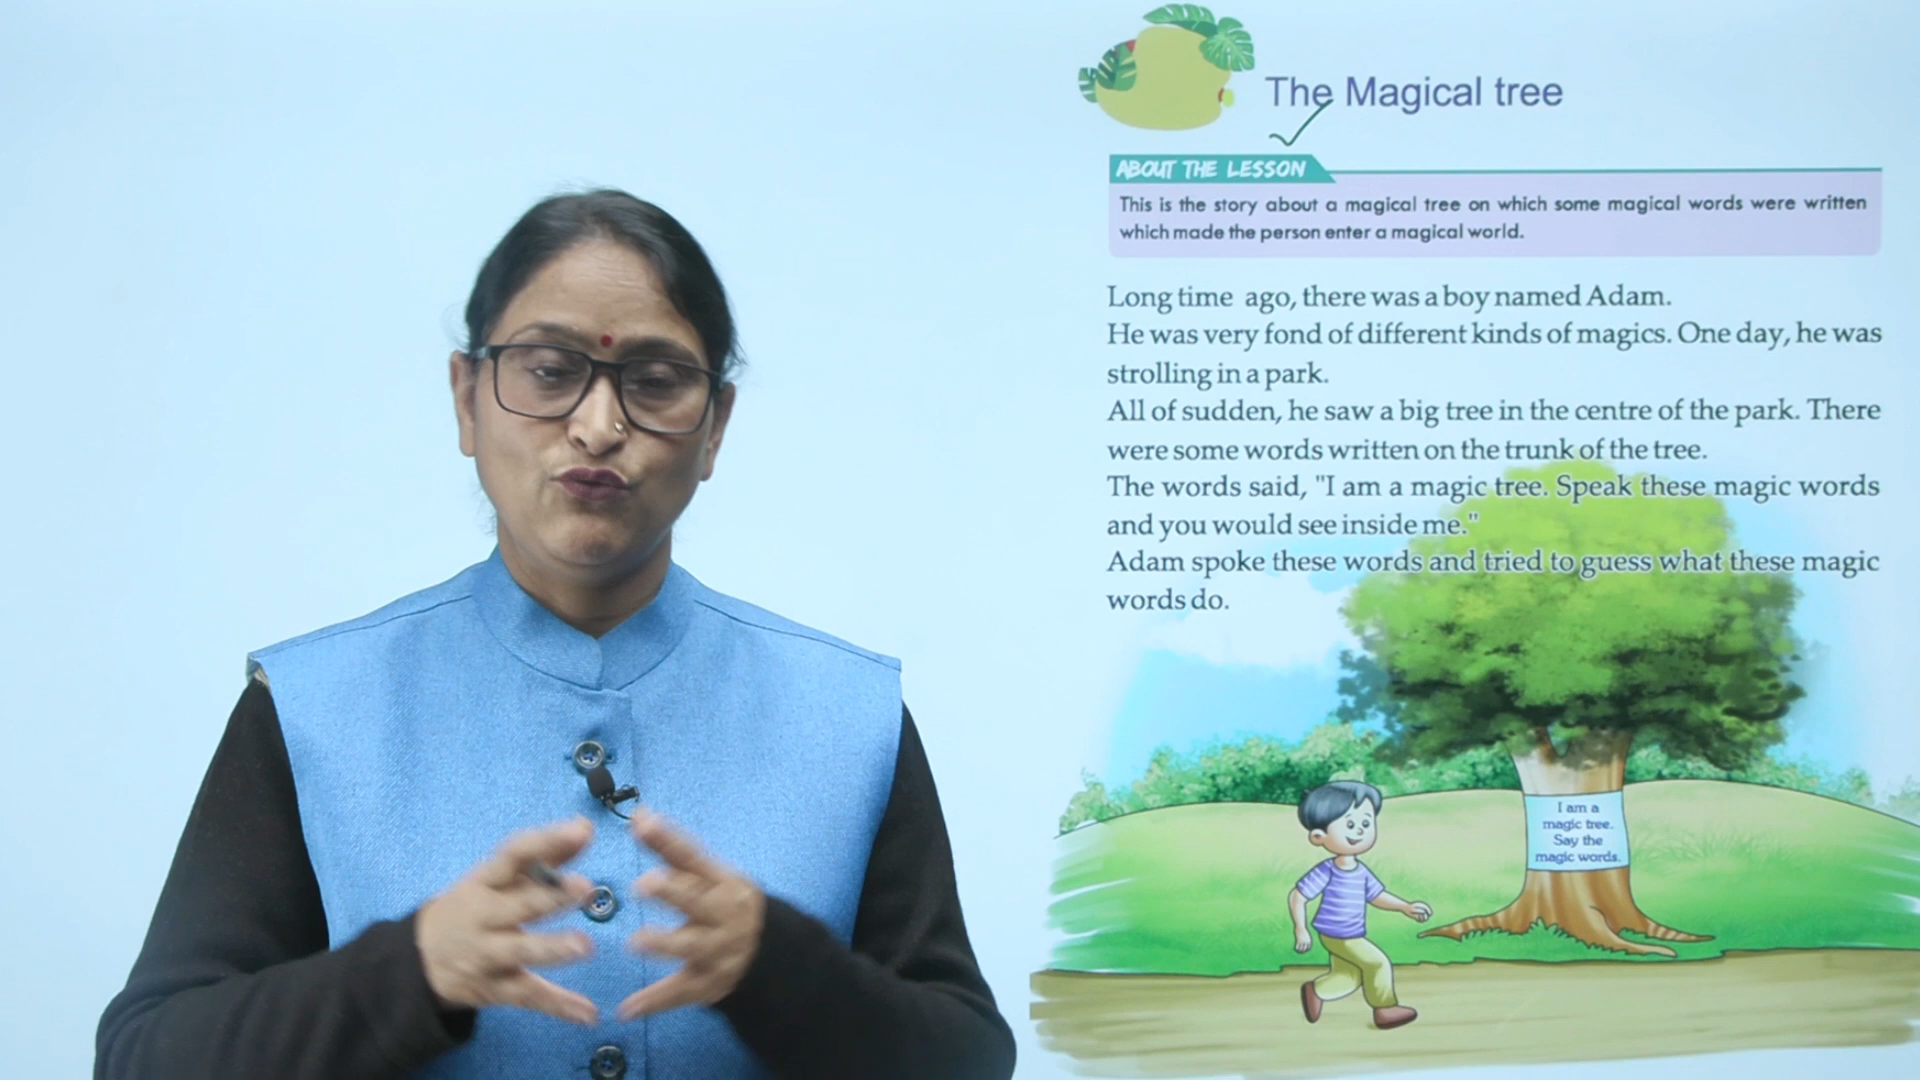 The Magical tree
ABOUT THE LESSON
This is the story about a magical tree on which some magical words were written
which made the person enter a magical world.
Long time ago, there was a boy named Adam.
He was very fond of different kinds of magics. One day, he was
strolling in a park.
All of sudden, he saw a big tree in the centre of the park. There
were some words written on the trunk of the tree.
The words said, "I am a magic tree. Speak these magic words
and you would see inside me."
Adam spoke these words and tried to guess what these magic
words do.
I am a
magic tree.
Say the
magic words.